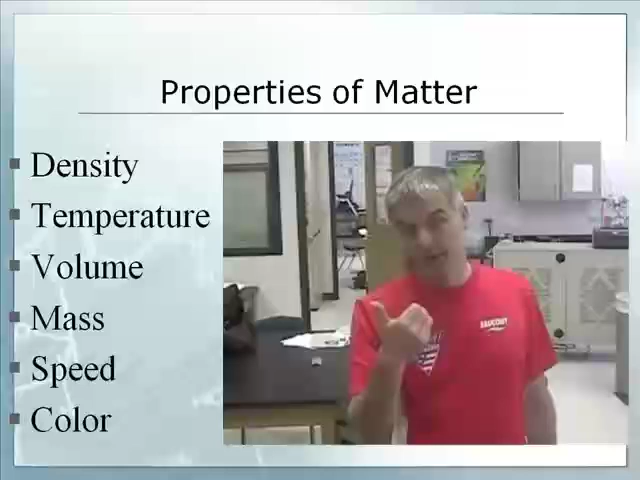 Properties of Matter
Density
Temperature
Volume
Mass
Speed
Color
SAUCONY